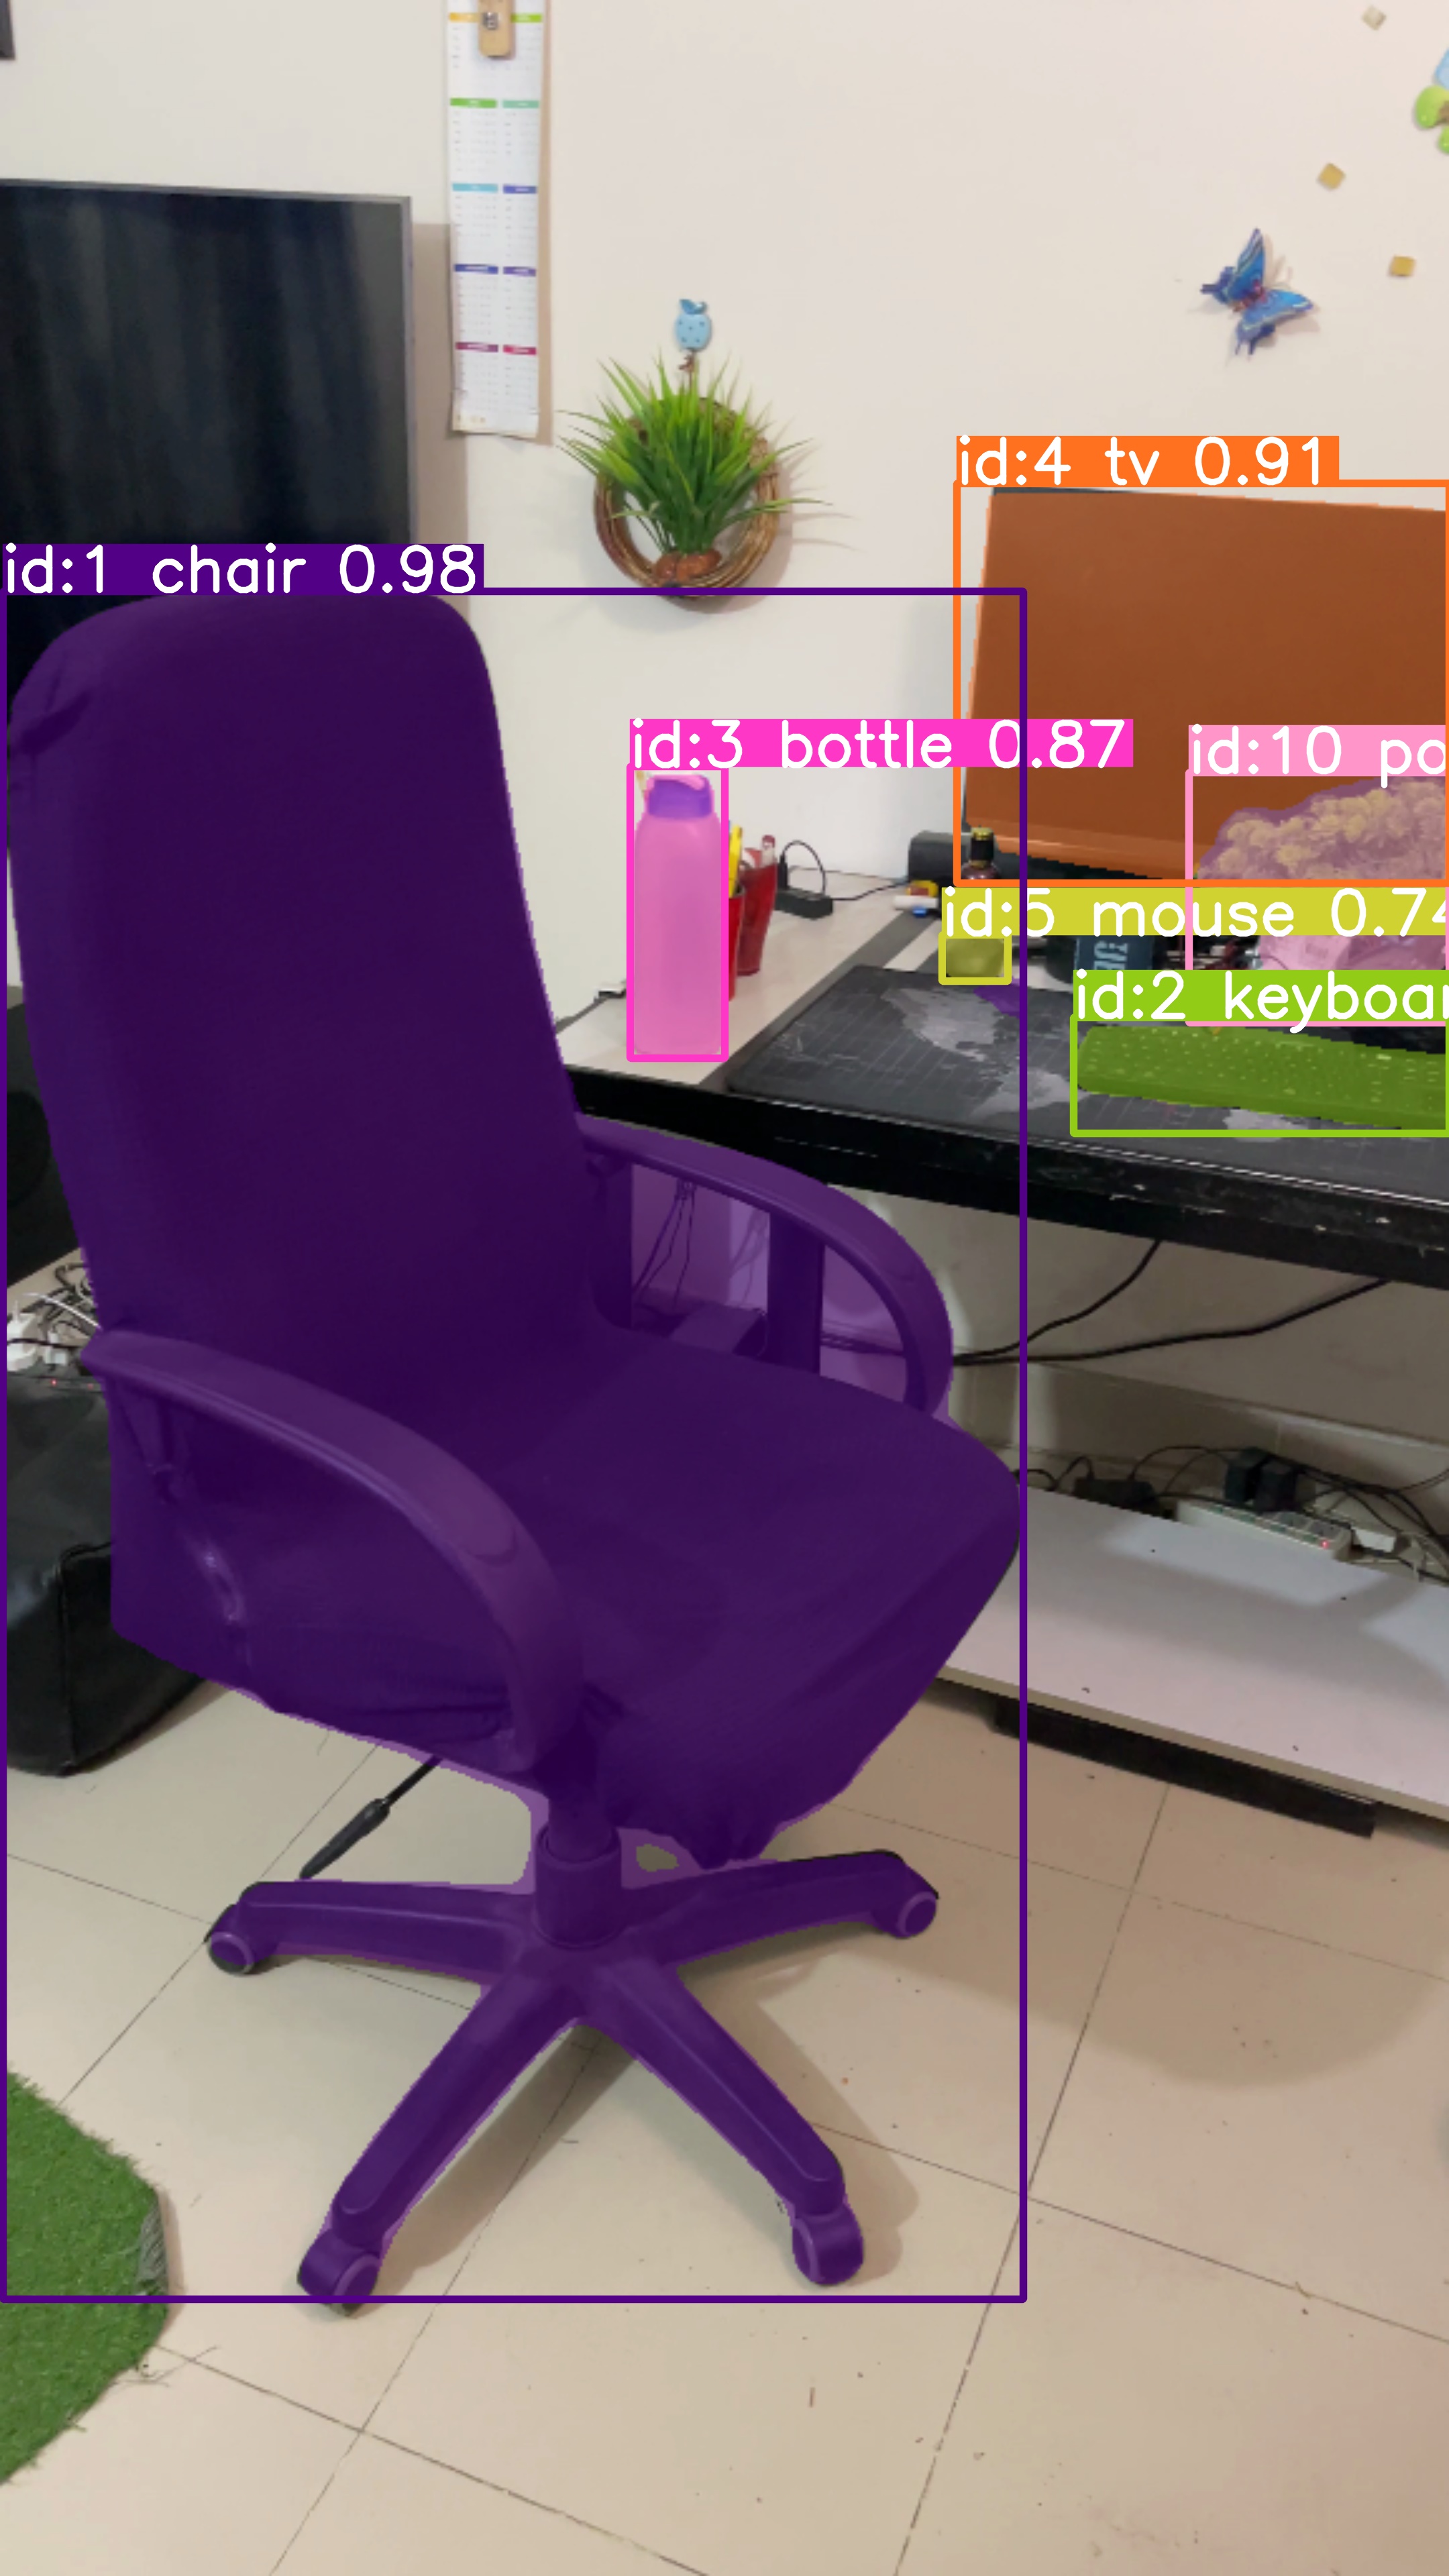 id:4 tv 0.91
id:1 chair 0.98
id:3 bottle 0.87
id:10 po
id:5 mouse 0.74
id:2 keyboar